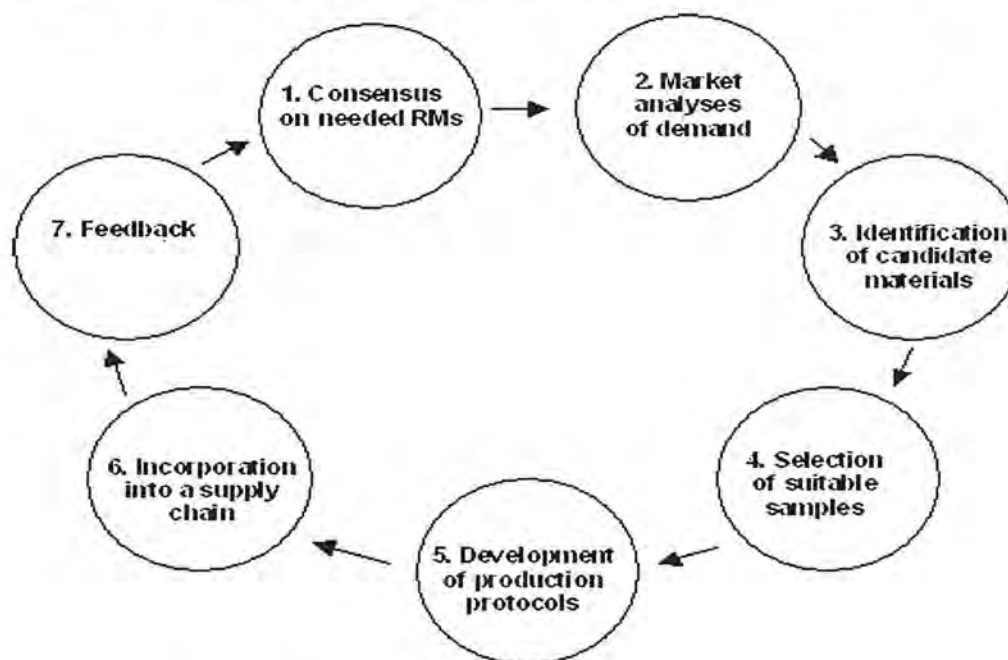 1. Consensus
on needed RMs
2. Market
analyses
of demand
3. Identification
of candidate
materials
4. Selection
of suitable
samples
5. Development
of production
protocols
6. Incorporation
into a supply
chain
7. Feedback